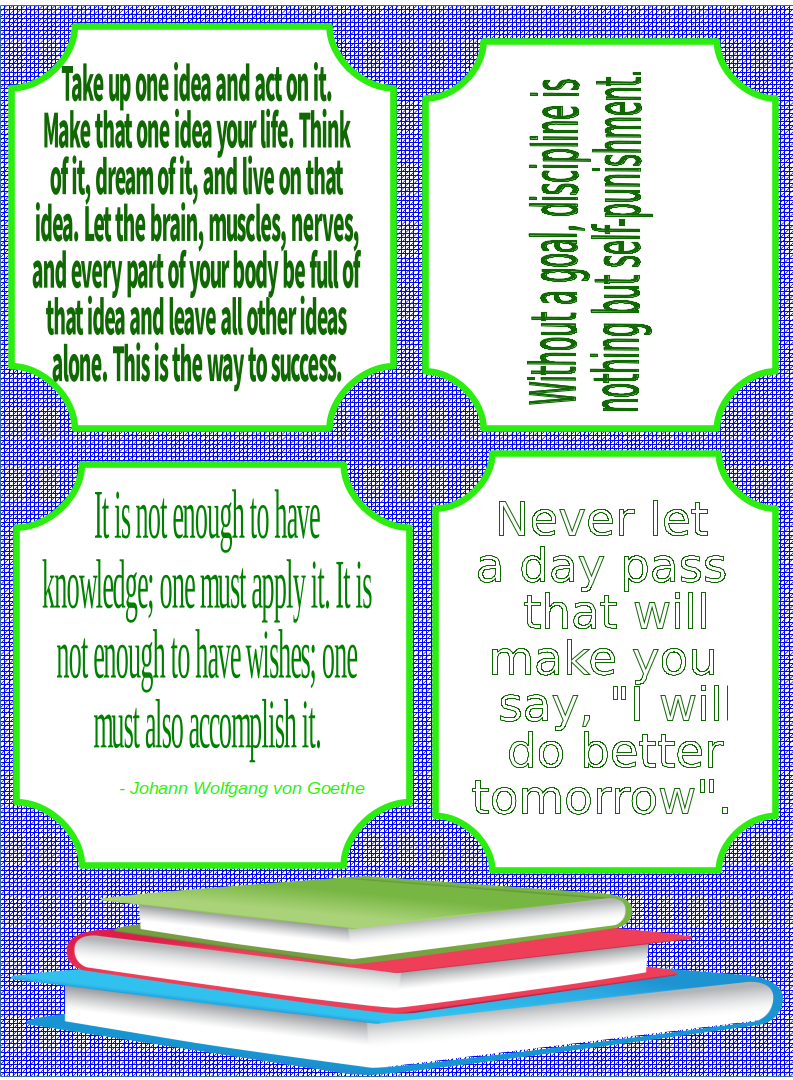 Take up one idea and act on it.
Make that one idea your life. Think
of it, dream of it, and live on that
idea. Let the brain, muscles, nerves,
and every part of your body be full of
that idea and leave all other ideas
alone. This is the way to success.
Without a goal, discipline is
nothing but self-punishment.
It is not enough to have
knowledge; one must apply it. It is
not enough to have wishes; one
must also accomplish it.
- Johann Wolfgang von Goethe
Never let
a day pass
that will
make you
say, "I will
do better
tomorrow".